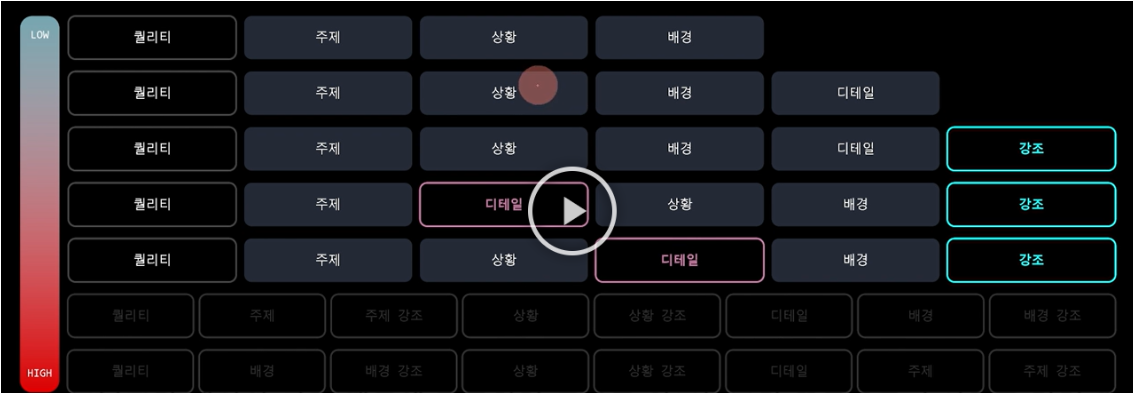 LOW 퀄리티 주제 상황 배경
퀄리티 주제 상황 배경 디테일
퀄리티 주제 상황 배경 디테일 강조
퀄리티 주제 디테일 상황 배경 강조
퀄리티 주제 상황 디테일 배경 강조
퀄리티 주제 주제 강조 상황 상황 강조 디테일 배경 배경 강조
HIGH 퀄리티 배경 배경 강조 상황 상황 강조 디테일 주제 주제 강조